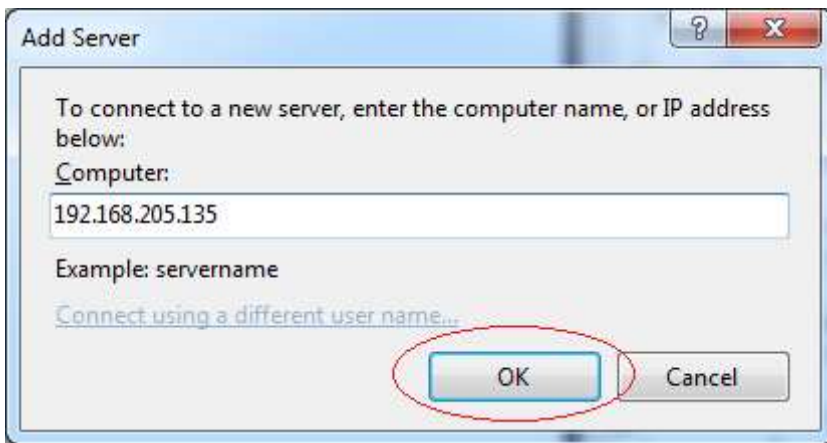 Add Server
To connect to a new server, enter the computer name, or IP address
below:
Computer:
192.168.205.135
Example: servername
Connect using a different user name...
OK
Cancel